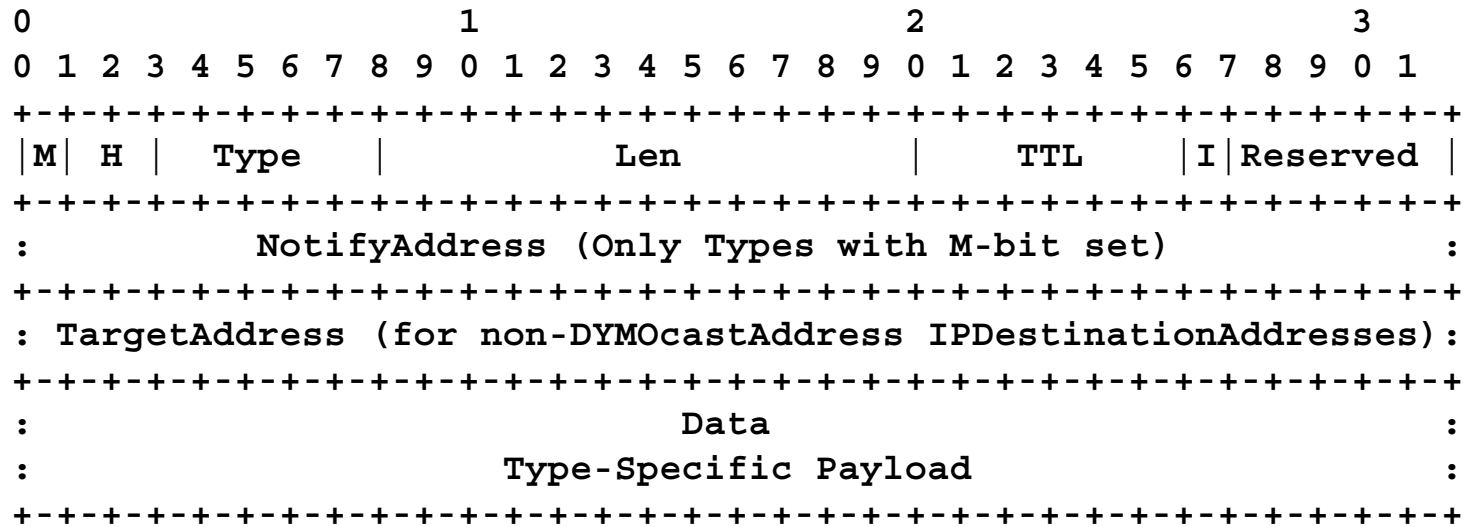 0                   1                   2                   3
0 1 2 3 4 5 6 7 8 9 0 1 2 3 4 5 6 7 8 9 0 1 2 3 4 5 6 7 8 9 0 1
+-+-+-+-+-+-+-+-+-+-+-+-+-+-+-+-+-+-+-+-+-+-+-+-+-+-+-+-+-+-+-+-+
|M| H |  Type   |          Len          |    TTL    |I|Reserved |
+-+-+-+-+-+-+-+-+-+-+-+-+-+-+-+-+-+-+-+-+-+-+-+-+-+-+-+-+-+-+-+-+
:          NotifyAddress (Only Types with M-bit set)            :
+-+-+-+-+-+-+-+-+-+-+-+-+-+-+-+-+-+-+-+-+-+-+-+-+-+-+-+-+-+-+-+-+
: TargetAddress (for non-DYMOcastAddress IPDestinationAddresses):
+-+-+-+-+-+-+-+-+-+-+-+-+-+-+-+-+-+-+-+-+-+-+-+-+-+-+-+-+-+-+-+-+
:                             Data                              :
:                     Type-Specific Payload                     :
+-+-+-+-+-+-+-+-+-+-+-+-+-+-+-+-+-+-+-+-+-+-+-+-+-+-+-+-+-+-+-+-+